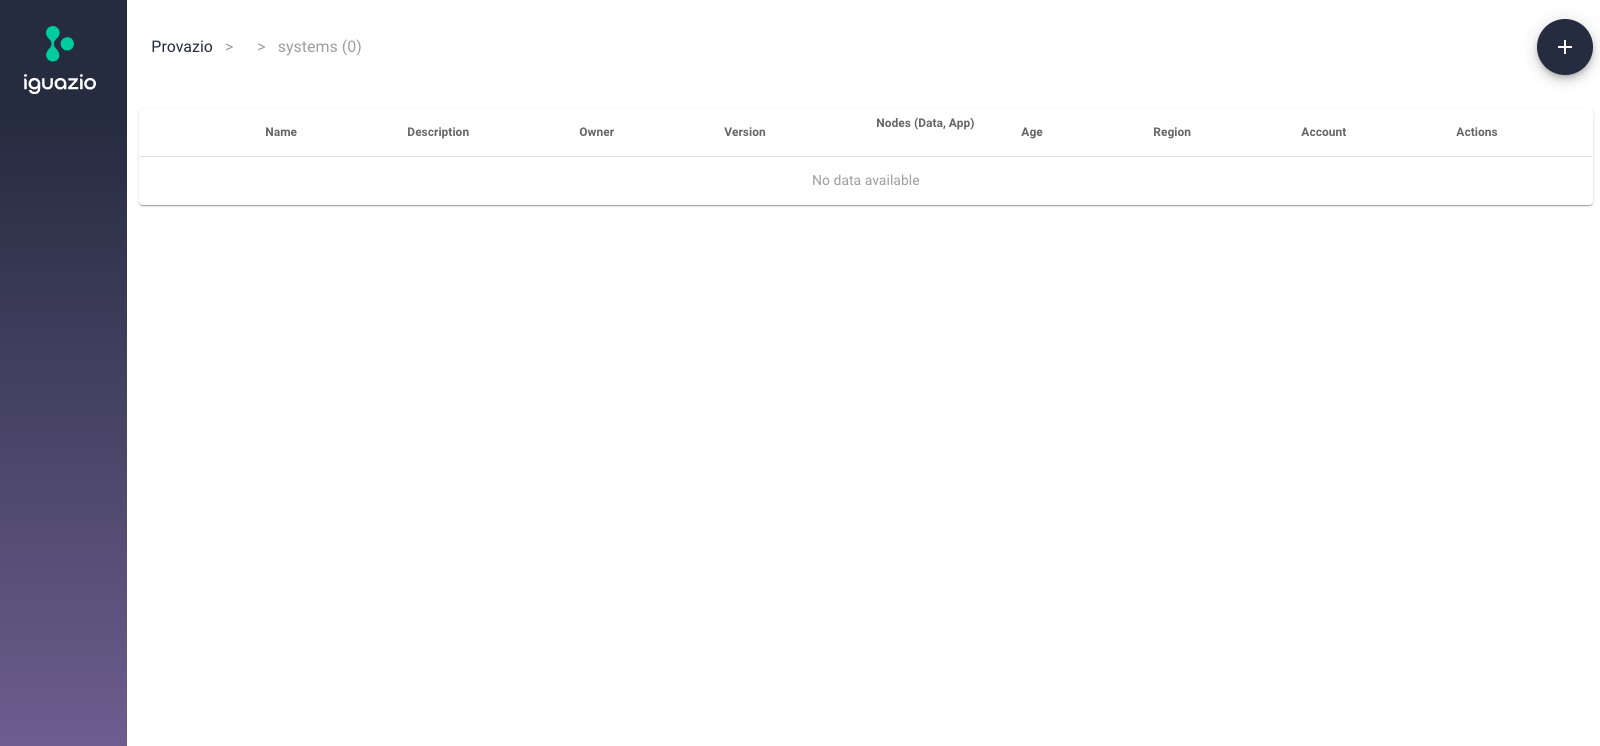 iguazio
Provazio > > systems (0)
+
Name Description Owner Version Nodes (Data, App) Age Region Account Actions
No data available